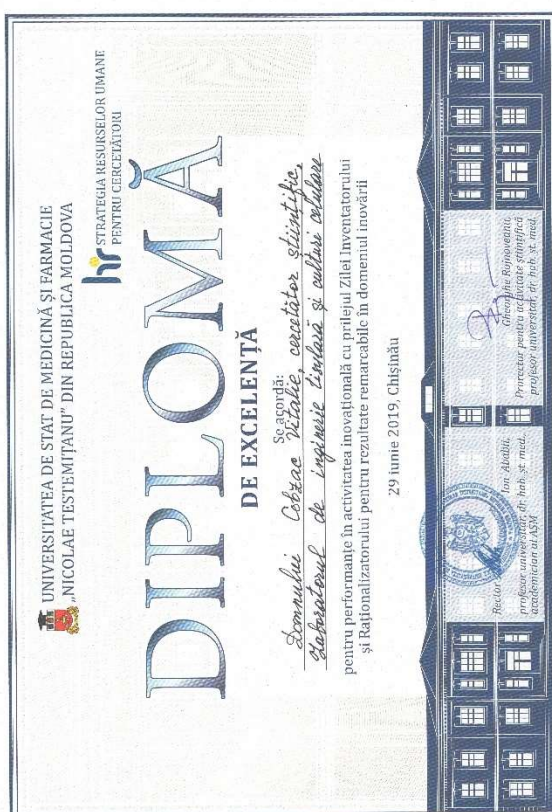 UNIVERSITATEA DE STAT DE MEDICINĂ ȘI FARMACIE
„NICOLAE TESTEMIȚANU” DIN REPUBLICA MOLDOVA
hr STRATEGIA RESURSELOR UMANE
PENTRU CERCETĂTORI
DIPLOMĂ
DE EXCELENȚĂ
Se acordă:
Domnului Cobzac Vitalie, cercetător științific,
Laboratorul de inginerie tisulară și culturi celulare
pentru performanțe în activitatea inovațională cu prilejul Zilei Inventatorului
și Raționalizatorului pentru rezultate remarcabile în domeniul inovării
29 iunie 2019, Chișinău
Rector
Ion Ababii,
profesor universitar, dr. hab. șt. med.,
academician al AȘM
Gheorghe Rojnoveanu,
Prorector pentru activitate științifică
profesor universitar, dr. hab. șt. med.